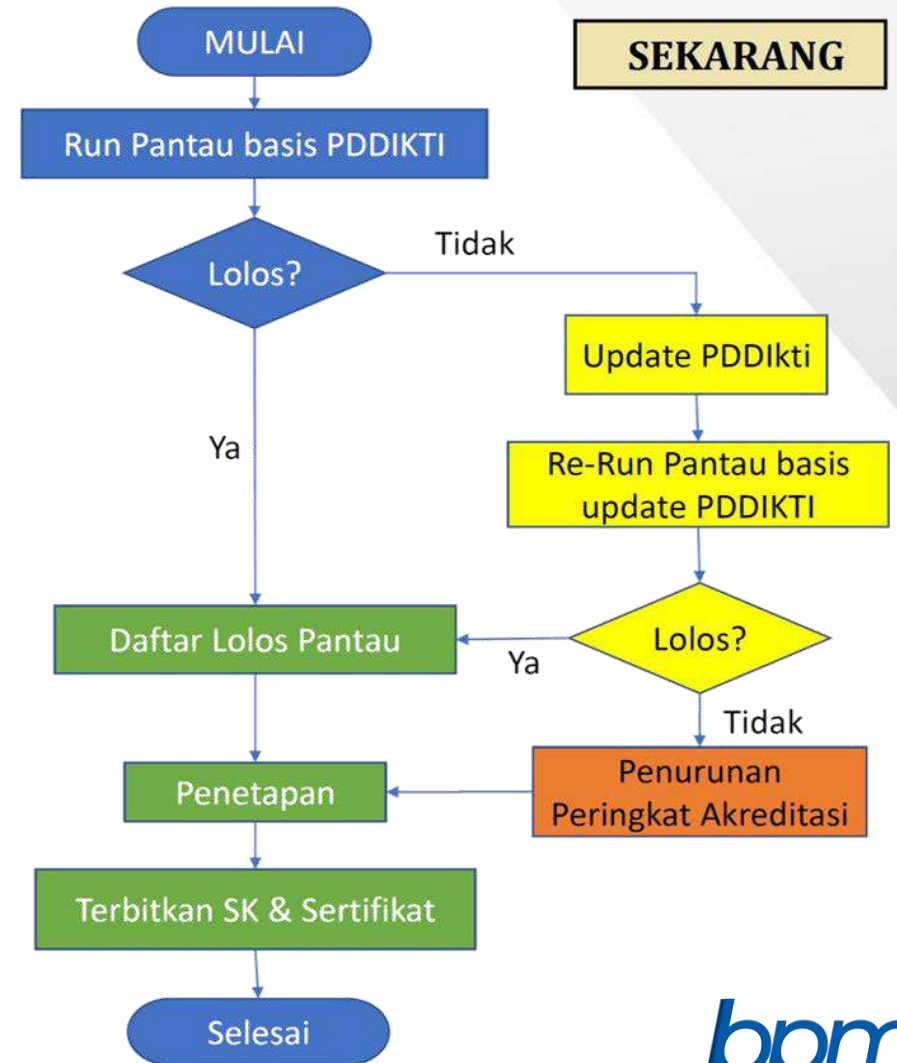 MULAI
SEKARANG
Run Pantau basis PDDIKTI
Lolos?
Tidak
Update PDDIkti
Ya
Re-Run Pantau basis
update PDDIKTI
Daftar Lolos Pantau
Lolos?
Ya
Tidak
Penetapan
Penurunan
Peringkat Akreditasi
Terbitkan SK & Sertifikat
Selesai
bpm